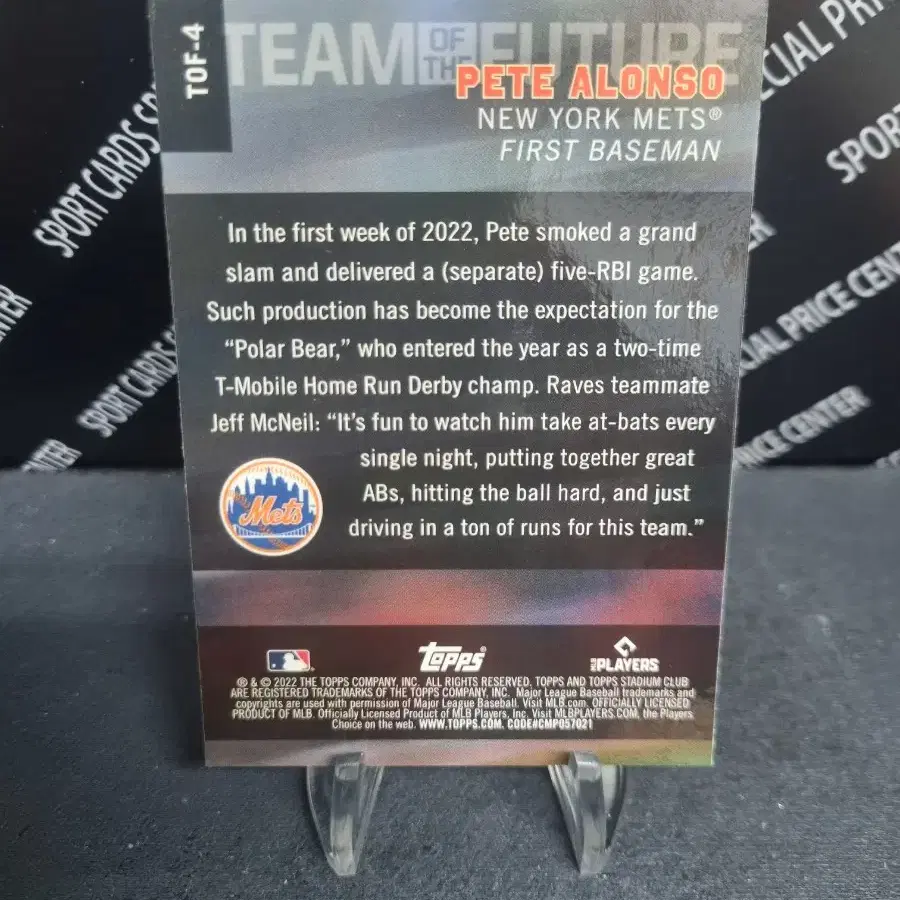 TOF-4
TEAM OF THE FUTURE
PETE ALONSO
NEW YORK METS®
FIRST BASEMAN
In the first week of 2022, Pete smoked a grand
slam and delivered a (separate) five-RBI game.
Such production has become the expectation for the
“Polar Bear,” who entered the year as a two-time
T-Mobile Home Run Derby champ. Raves teammate
Jeff McNeil: “It’s fun to watch him take at-bats every
single night, putting together great
ABs, hitting the ball hard, and just
driving in a ton of runs for this team.”
Mets
topps®
PLAYERS
® & © 2022 THE TOPPS COMPANY, INC. ALL RIGHTS RESERVED. TOPPS AND TOPPS STADIUM CLUB
ARE REGISTERED TRADEMARKS OF THE TOPPS COMPANY, INC. Major League Baseball trademarks and
copyrights are used with permission of Major League Baseball. Visit MLB.com. OFFICIALLY LICENSED
PRODUCT OF MLB. Officially Licensed Product of MLB Players, Inc. Visit MLBPLAYERS.COM, the Players
Choice on the web. WWW.TOPPS.COM. CODE#CMP057021
SPORT CARDS
SPORT CARDS
CIAL PRICE
SPOR
IAL PRICE CENT
PRICE CENTER